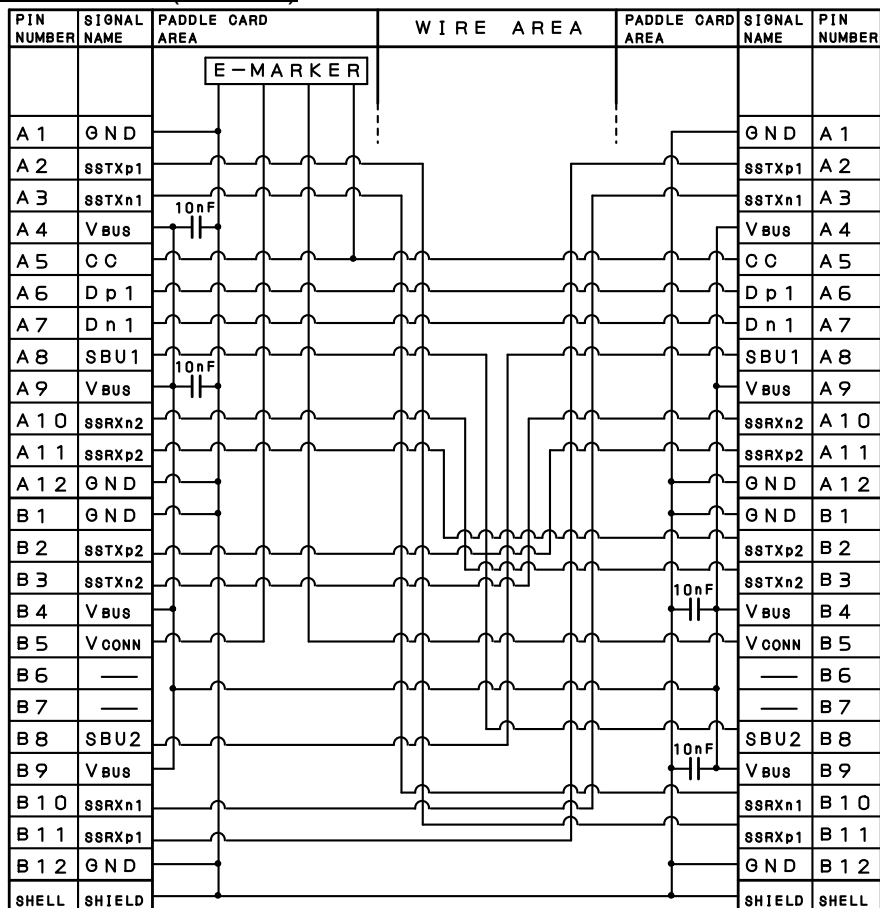 PIN NUMBER SIGNAL NAME PADDLE CARD AREA WIRE AREA PADDLE CARD AREA SIGNAL NAME PIN NUMBER
E-MARKER
A1 GND GND A1
A2 SSTXp1 SSTXp1 A2
A3 SSTXn1 SSTXn1 A3
10nF
A4 VBUS VBUS A4
A5 CC CC A5
A6 Dp1 Dp1 A6
A7 Dn1 Dn1 A7
A8 SBU1 SBU1 A8
10nF
A9 VBUS VBUS A9
A10 SSRXn2 SSRXn2 A10
A11 SSRXp2 SSRXp2 A11
A12 GND GND A12
B1 GND GND B1
B2 SSTXp2 SSTXp2 B2
B3 SSTXn2 SSTXn2 B3
10nF
B4 VBUS VBUS B4
B5 VCONN VCONN B5
B6 — — B6
B7 — — B7
B8 SBU2 SBU2 B8
10nF
B9 VBUS VBUS B9
B10 SSRXn1 SSRXn1 B10
B11 SSRXp1 SSRXp1 B11
B12 GND GND B12
SHELL SHIELD SHIELD SHELL